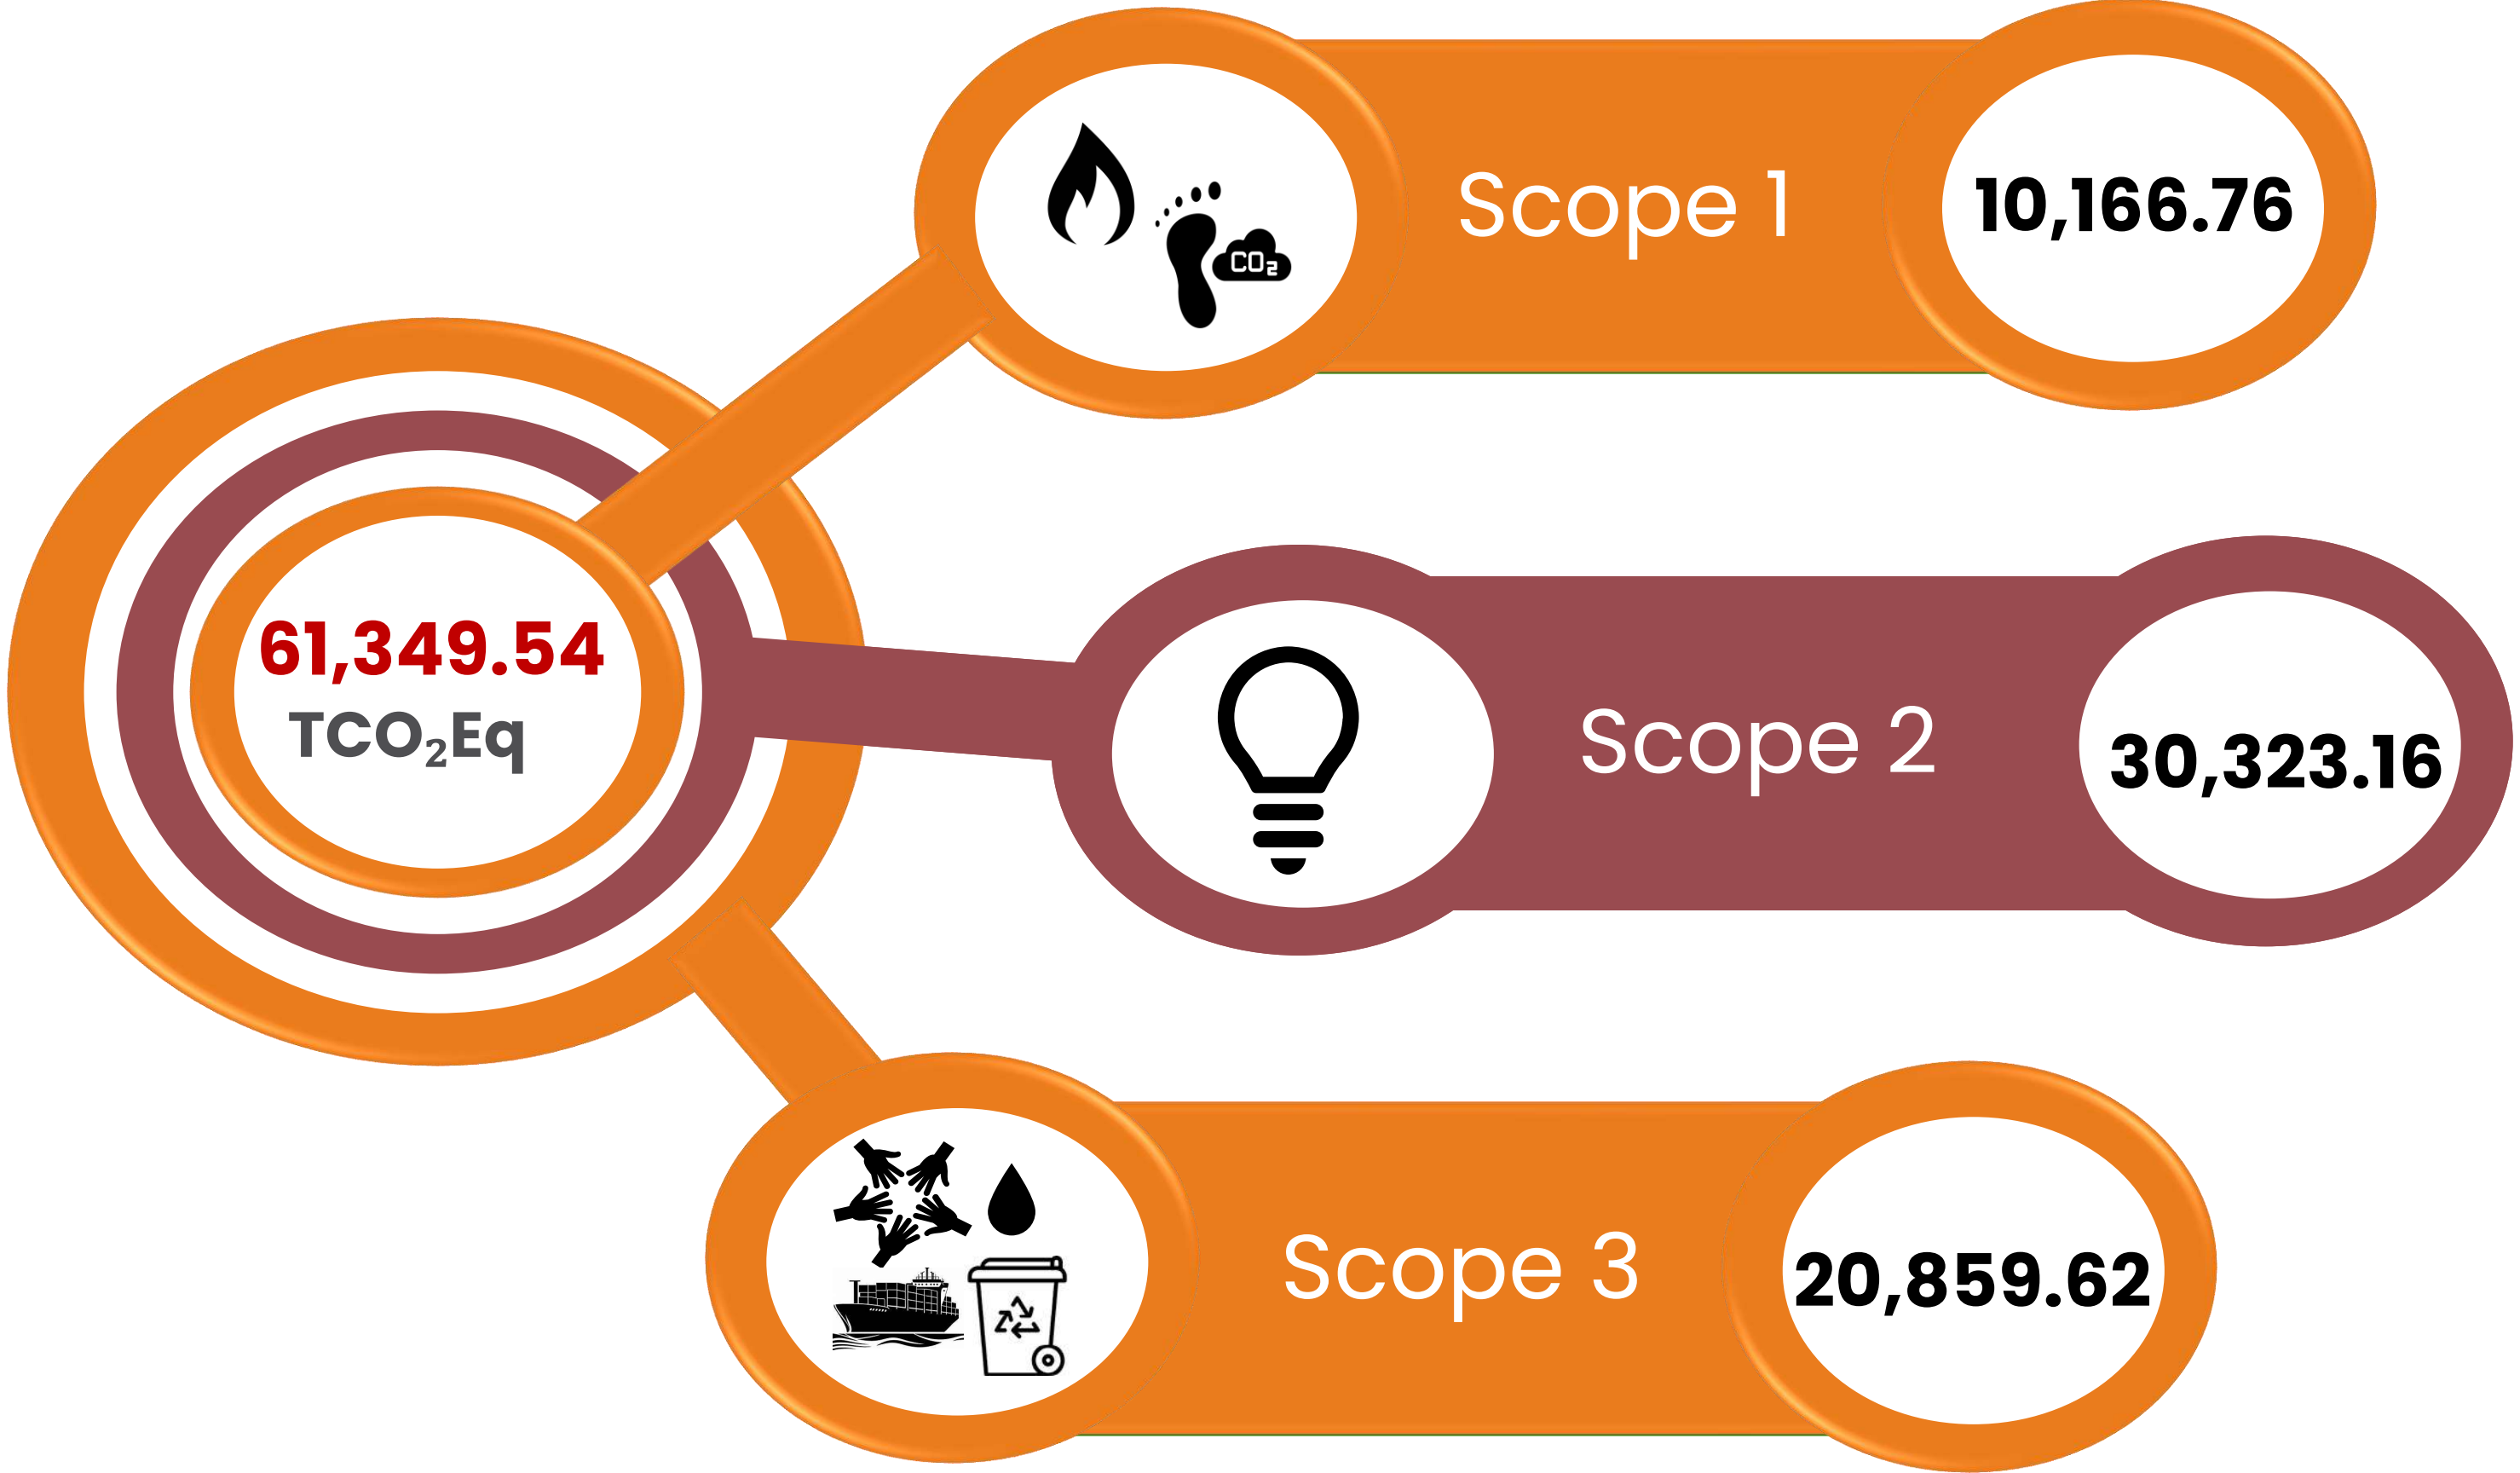 CO₂
Scope 1
10,166.76
61,349.54
TCO₂Eq
Scope 2
30,323.16
Scope 3
20,859.62